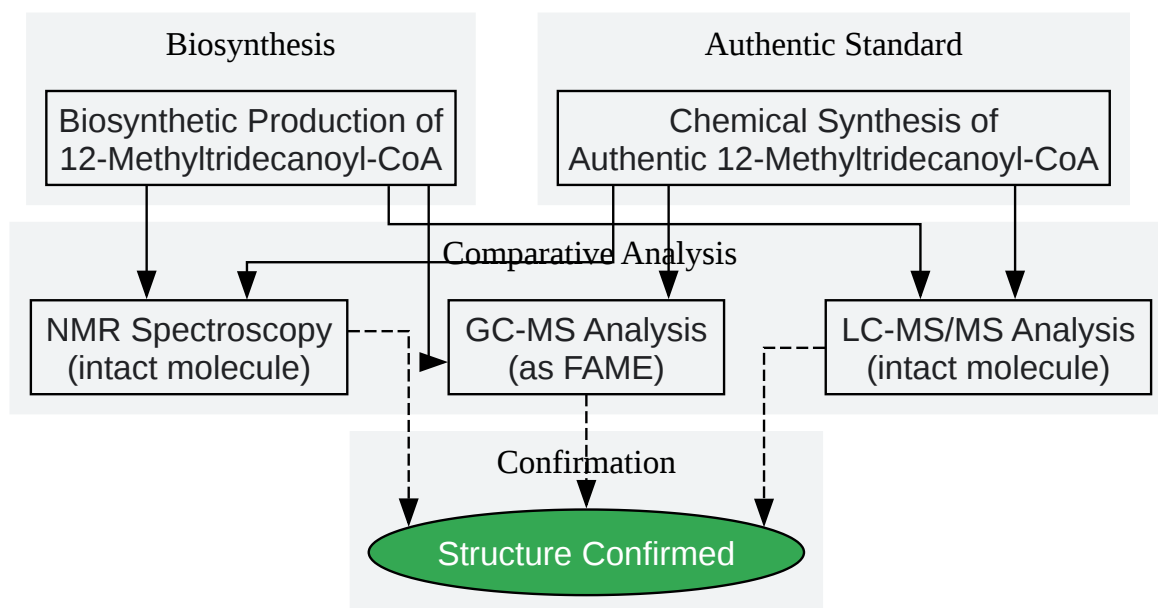 Biosynthesis
Authentic Standard
Biosynthetic Production of
12-Methyltridecanoyl-CoA
Chemical Synthesis of
Authentic 12-Methyltridecanoyl-CoA
Comparative Analysis
NMR Spectroscopy
(intact molecule)
GC-MS Analysis
(as FAME)
LC-MS/MS Analysis
(intact molecule)
Confirmation
Structure Confirmed